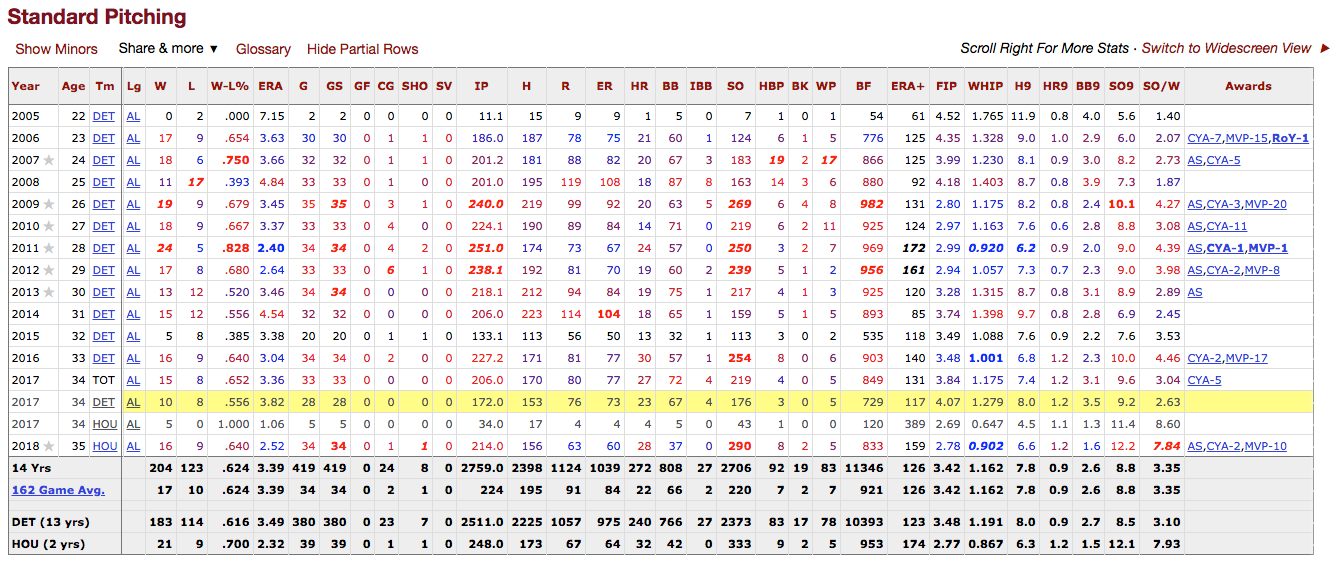 Standard Pitching
Show Minors Share & more ▼ Glossary Hide Partial Rows Scroll Right For More Stats · Switch to Widescreen View ▶
Year Age Tm Lg W L W-L% ERA G GS GF CG SHO SV IP H R ER HR BB IBB SO HBP BK WP BF ERA+ FIP WHIP H9 HR9 BB9 SO9 SO/W Awards
2005 22 DET AL 0 2 .000 7.15 2 2 0 0 0 0 11.1 15 9 9 1 5 0 7 1 0 1 54 61 4.52 1.765 11.9 0.8 4.0 5.6 1.40
2006 23 DET AL 17 9 .654 3.63 30 30 0 1 1 0 186.0 187 78 75 21 60 1 124 6 1 5 776 125 4.35 1.328 9.0 1.0 2.9 6.0 2.07 CYA-7,MVP-15,RoY-1
2007 ★ 24 DET AL 18 6 .750 3.66 32 32 0 1 1 0 201.2 181 88 82 20 67 3 183 19 2 17 866 125 3.99 1.230 8.1 0.9 3.0 8.2 2.73 AS,CYA-5
2008 25 DET AL 11 17 .393 4.84 33 33 0 1 0 0 201.0 195 119 108 18 87 8 163 14 3 6 880 92 4.18 1.403 8.7 0.8 3.9 7.3 1.87
2009 ★ 26 DET AL 19 9 .679 3.45 35 35 0 3 1 0 240.0 219 99 92 20 63 5 269 6 4 8 982 131 2.80 1.175 8.2 0.8 2.4 10.1 4.27 AS,CYA-3,MVP-20
2010 ★ 27 DET AL 18 9 .667 3.37 33 33 0 4 0 0 224.1 190 89 84 14 71 0 219 6 2 11 925 124 2.97 1.163 7.6 0.6 2.8 8.8 3.08 AS,CYA-11
2011 ★ 28 DET AL 24 5 .828 2.40 34 34 0 4 2 0 251.0 174 73 67 24 57 0 250 3 2 7 969 172 2.99 0.920 6.2 0.9 2.0 9.0 4.39 AS,CYA-1,MVP-1
2012 ★ 29 DET AL 17 8 .680 2.64 33 33 0 6 1 0 238.1 192 81 70 19 60 2 239 5 1 2 956 161 2.94 1.057 7.3 0.7 2.3 9.0 3.98 AS,CYA-2,MVP-8
2013 ★ 30 DET AL 13 12 .520 3.46 34 34 0 0 0 0 218.1 212 94 84 19 75 1 217 4 1 3 925 120 3.28 1.315 8.7 0.8 3.1 8.9 2.89 AS
2014 31 DET AL 15 12 .556 4.54 32 32 0 0 0 0 206.0 223 114 104 18 65 1 159 5 1 5 893 85 3.74 1.398 9.7 0.8 2.8 6.9 2.45
2015 32 DET AL 5 8 .385 3.38 20 20 0 1 1 0 133.1 113 56 50 13 32 1 113 3 0 2 535 118 3.49 1.088 7.6 0.9 2.2 7.6 3.53
2016 33 DET AL 16 9 .640 3.04 34 34 0 2 0 0 227.2 171 81 77 30 57 1 254 8 0 6 903 140 3.48 1.001 6.8 1.2 2.3 10.0 4.46 CYA-2,MVP-17
2017 34 TOT AL 15 8 .652 3.36 33 33 0 0 0 0 206.0 170 80 77 27 72 4 219 4 0 5 849 131 3.84 1.175 7.4 1.2 3.1 9.6 3.04 CYA-5
2017 34 DET AL 10 8 .556 3.82 28 28 0 0 0 0 172.0 153 76 73 23 67 4 176 3 0 5 729 117 4.07 1.279 8.0 1.2 3.5 9.2 2.63
2017 34 HOU AL 5 0 1.000 1.06 5 5 0 0 0 0 34.0 17 4 4 4 5 0 43 1 0 0 120 389 2.69 0.647 4.5 1.1 1.3 11.4 8.60
2018 ★ 35 HOU AL 16 9 .640 2.52 34 34 0 1 1 0 214.0 156 63 60 28 37 0 290 8 2 5 833 159 2.78 0.902 6.6 1.2 1.6 12.2 7.84 AS,CYA-2,MVP-10
14 Yrs 204 123 .624 3.39 419 419 0 24 8 0 2759.0 2398 1124 1039 272 808 27 2706 92 19 83 11346 126 3.42 1.162 7.8 0.9 2.6 8.8 3.35
162 Game Avg. 17 10 .624 3.39 34 34 0 2 1 0 224 195 91 84 22 66 2 220 7 2 7 921 126 3.42 1.162 7.8 0.9 2.6 8.8 3.35
DET (13 yrs) 183 114 .616 3.49 380 380 0 23 7 0 2511.0 2225 1057 975 240 766 27 2373 83 17 78 10393 123 3.48 1.191 8.0 0.9 2.7 8.5 3.10
HOU (2 yrs) 21 9 .700 2.32 39 39 0 1 1 0 248.0 173 67 64 32 42 0 333 9 2 5 953 174 2.77 0.867 6.3 1.2 1.5 12.1 7.93